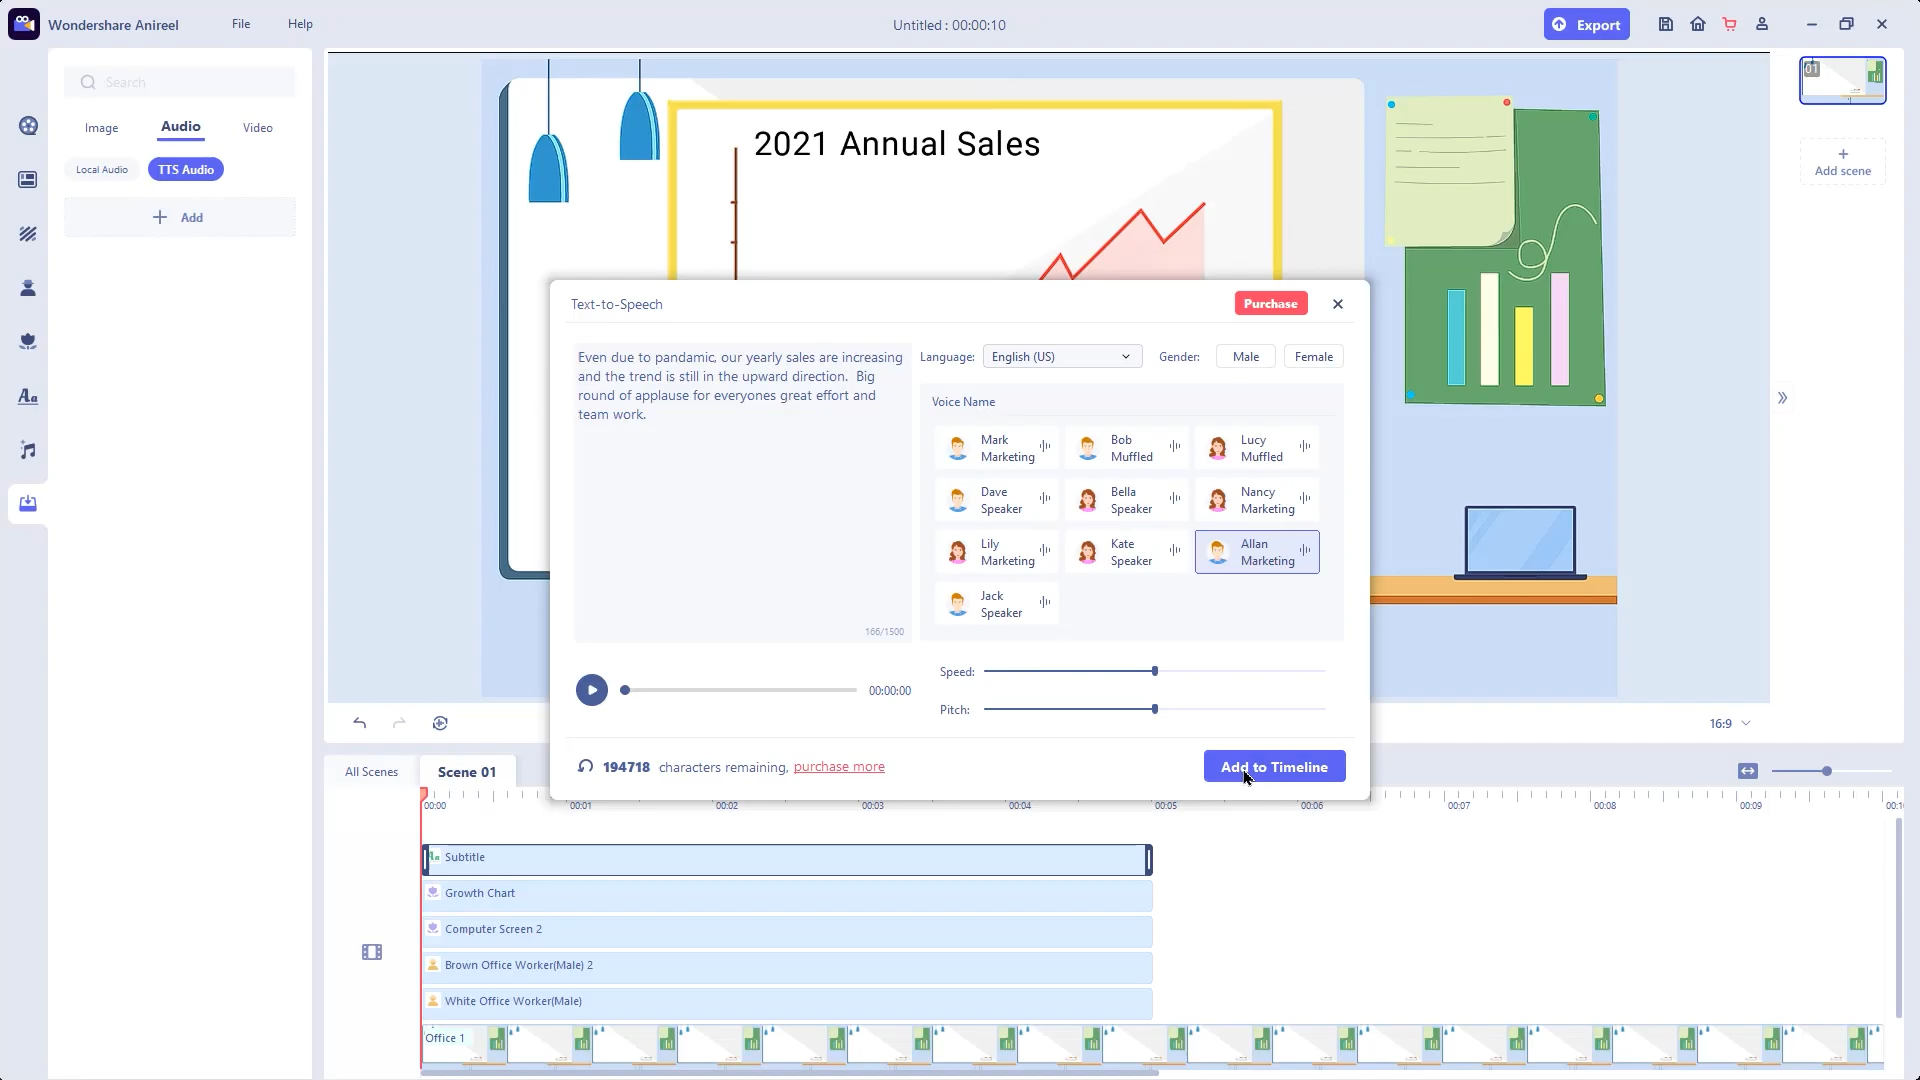 Wondershare Anireel
File
Help
Untitled : 00:00:10
Export
Search
Image
Audio
Video
Local Audio
TTS Audio
Add
2021 Annual Sales
01
Add scene
Text-to-Speech
Purchase
Even due to pandamic, our yearly sales are increasing
and the trend is still in the upward direction. Big
round of applause for everyones great effort and
team work.
166/1500
Language:
English (US)
Gender:
Male
Female
Voice Name
Mark
Marketing
Bob
Muffled
Lucy
Muffled
Dave
Speaker
Bella
Speaker
Nancy
Marketing
Lily
Marketing
Kate
Speaker
Allan
Marketing
Jack
Speaker
00:00:00
Speed:
Pitch:
194718 characters remaining, purchase more
Add to Timeline
16:9
All Scenes
Scene 01
00:00
00:01
00:02
00:03
00:04
00:05
00:06
00:07
00:08
00:09
Subtitle
Growth Chart
Computer Screen 2
Brown Office Worker(Male) 2
White Office Worker(Male)
Office 1